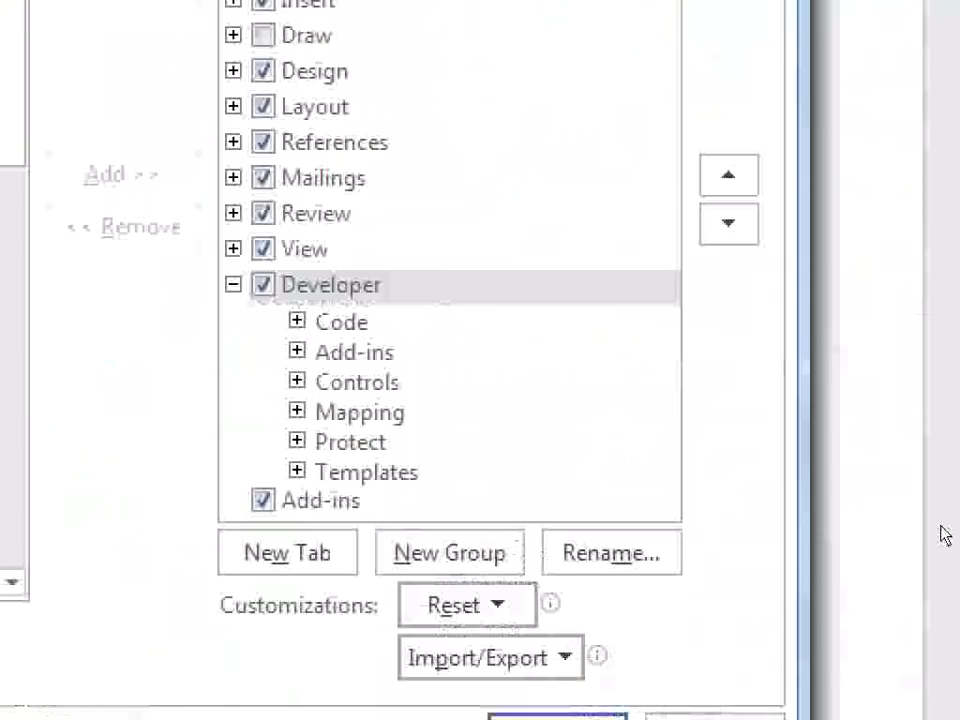 Insert
Draw
Design
Layout
References
Add >>
Mailings
<< Remove
Review
View
Developer
Code
Add-ins
Controls
Mapping
Protect
Templates
Add-ins
New Tab New Group Rename...
Customizations: Reset
Import/Export